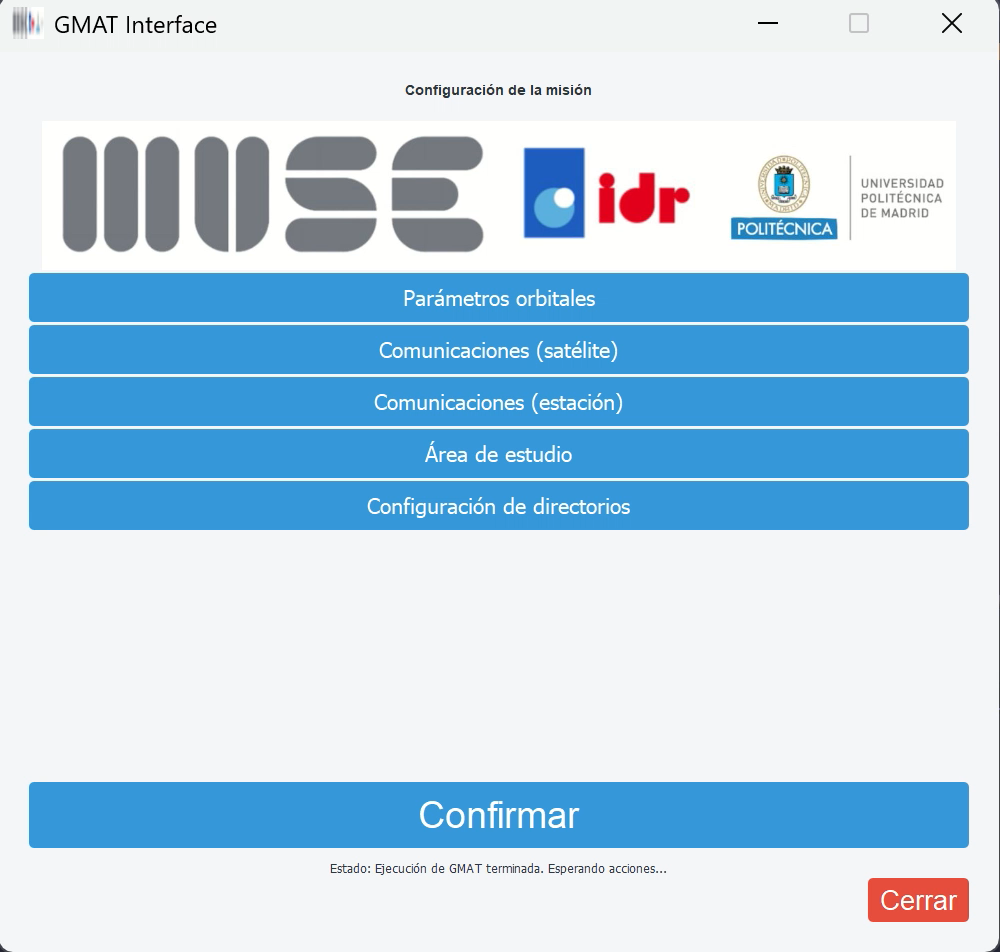 GMAT Interface
Configuración de la misión
MUSE
idr
POLITÉCNICA
UNIVERSIDAD
POLITÉCNICA
DE MADRID
Parámetros orbitales
Comunicaciones (satélite)
Comunicaciones (estación)
Área de estudio
Configuración de directorios
Confirmar
Estado: Ejecución de GMAT terminada. Esperando acciones...
Cerrar